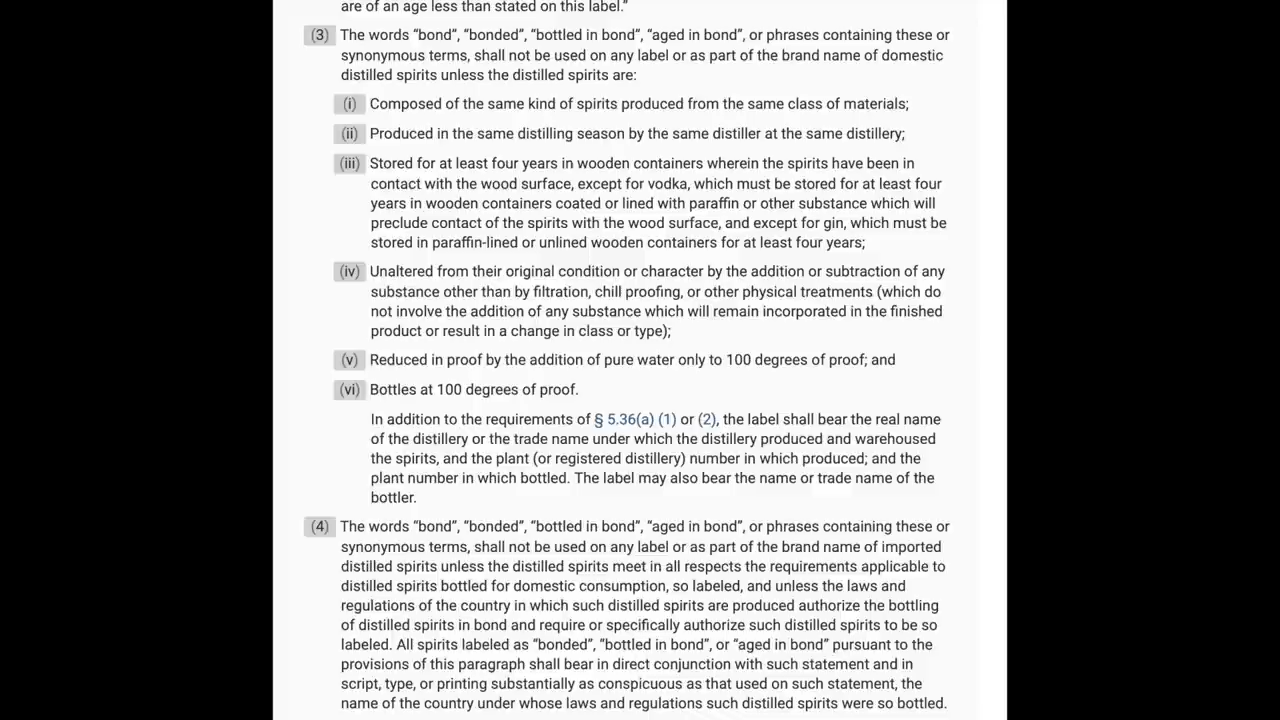 are of an age less than stated on this label.”
(3) The words “bond”, “bonded”, “bottled in bond”, “aged in bond”, or phrases containing these or
synonymous terms, shall not be used on any label or as part of the brand name of domestic
distilled spirits unless the distilled spirits are:
(i) Composed of the same kind of spirits produced from the same class of materials;
(ii) Produced in the same distilling season by the same distiller at the same distillery;
(iii) Stored for at least four years in wooden containers wherein the spirits have been in
contact with the wood surface, except for vodka, which must be stored for at least four
years in wooden containers coated or lined with paraffin or other substance which will
preclude contact of the spirits with the wood surface, and except for gin, which must be
stored in paraffin-lined or unlined wooden containers for at least four years;
(iv) Unaltered from their original condition or character by the addition or subtraction of any
substance other than by filtration, chill proofing, or other physical treatments (which do
not involve the addition of any substance which will remain incorporated in the finished
product or result in a change in class or type);
(v) Reduced in proof by the addition of pure water only to 100 degrees of proof; and
(vi) Bottles at 100 degrees of proof.
In addition to the requirements of § 5.36(a) (1) or (2), the label shall bear the real name
of the distillery or the trade name under which the distillery produced and warehoused
the spirits, and the plant (or registered distillery) number in which produced; and the
plant number in which bottled. The label may also bear the name or trade name of the
bottler.
(4) The words “bond”, “bonded”, “bottled in bond”, “aged in bond”, or phrases containing these or
synonymous terms, shall not be used on any label or as part of the brand name of imported
distilled spirits unless the distilled spirits meet in all respects the requirements applicable to
distilled spirits bottled for domestic consumption, so labeled, and unless the laws and
regulations of the country in which such distilled spirits are produced authorize the bottling
of distilled spirits in bond and require or specifically authorize such distilled spirits to be so
labeled. All spirits labeled as “bonded”, “bottled in bond”, or “aged in bond” pursuant to the
provisions of this paragraph shall bear in direct conjunction with such statement and in
script, type, or printing substantially as conspicuous as that used on such statement, the
name of the country under whose laws and regulations such distilled spirits were so bottled.